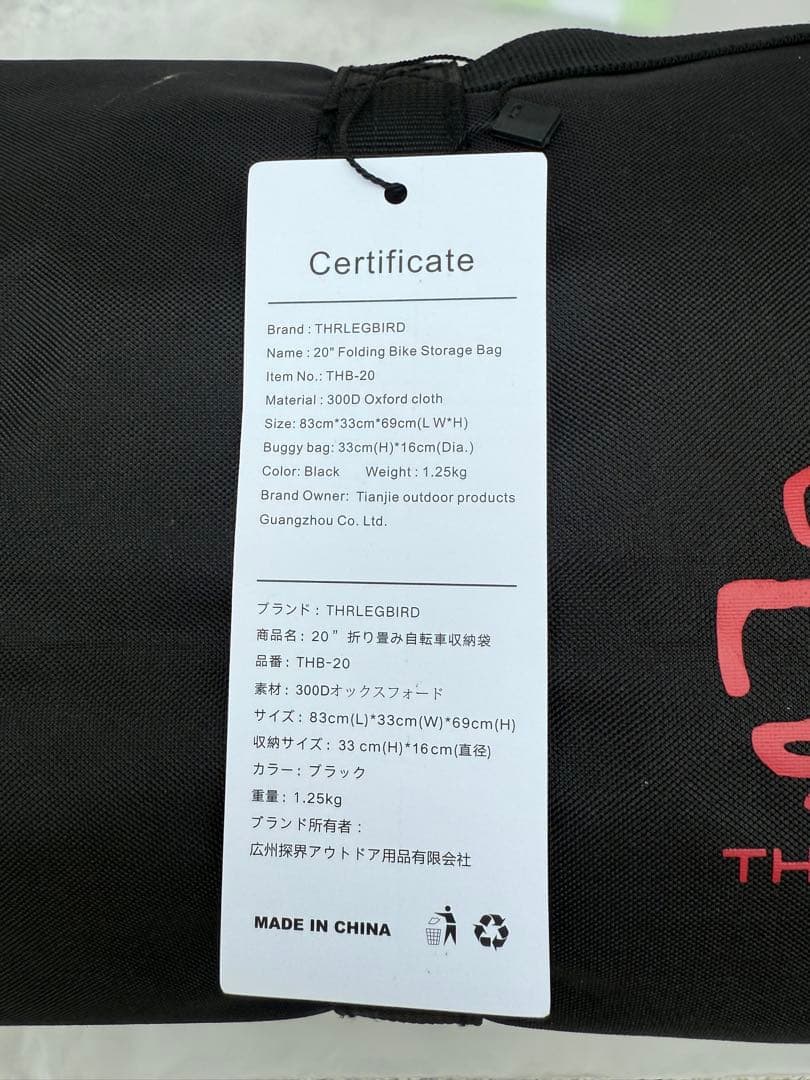 Certificate
Brand : THRLEGBIRD
Name : 20" Folding Bike Storage Bag
Item No.: THB-20
Material : 300D Oxford cloth
Size: 83cm*33cm*69cm(L W*H)
Buggy bag: 33cm(H)*16cm(Dia.)
Color: Black Weight : 1.25kg
Brand Owner: Tianjie outdoor products
Guangzhou Co. Ltd.
ブランド : THRLEGBIRD
商品名: 20” 折り畳み自転車収納袋
品番: THB-20
素材: 300Dオックスフォード
サイズ: 83cm(L)*33cm(W)*69cm(H)
収納サイズ: 33 cm(H)*16cm(直径)
カラー: ブラック
重量: 1.25kg
ブランド所有者 :
広州探界アウトドア用品有限会社
MADE IN CHINA
TH